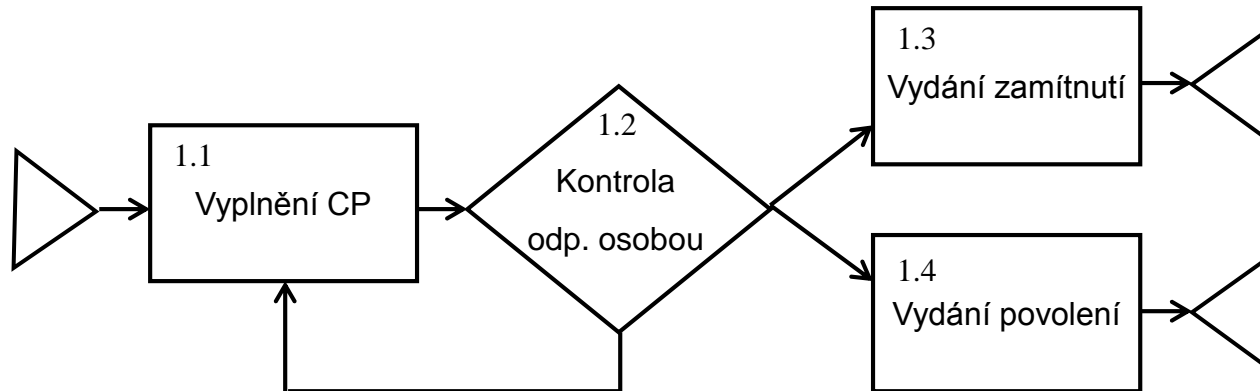 1.1
Vyplnění CP
1.2
Kontrola
odp. osobou
1.3
Vydání zamítnutí
1.4
Vydání povolení